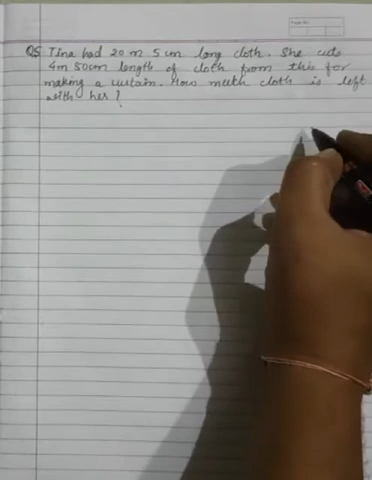 Q5 Tina had 20 m 5 cm long cloth. She cuts
4m 50cm length of cloth from this for
making a curtain. How much cloth is left
with her?